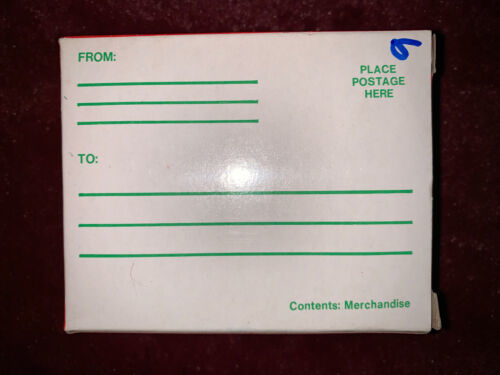 FROM:
PLACE
POSTAGE
HERE
TO:
Contents: Merchandise